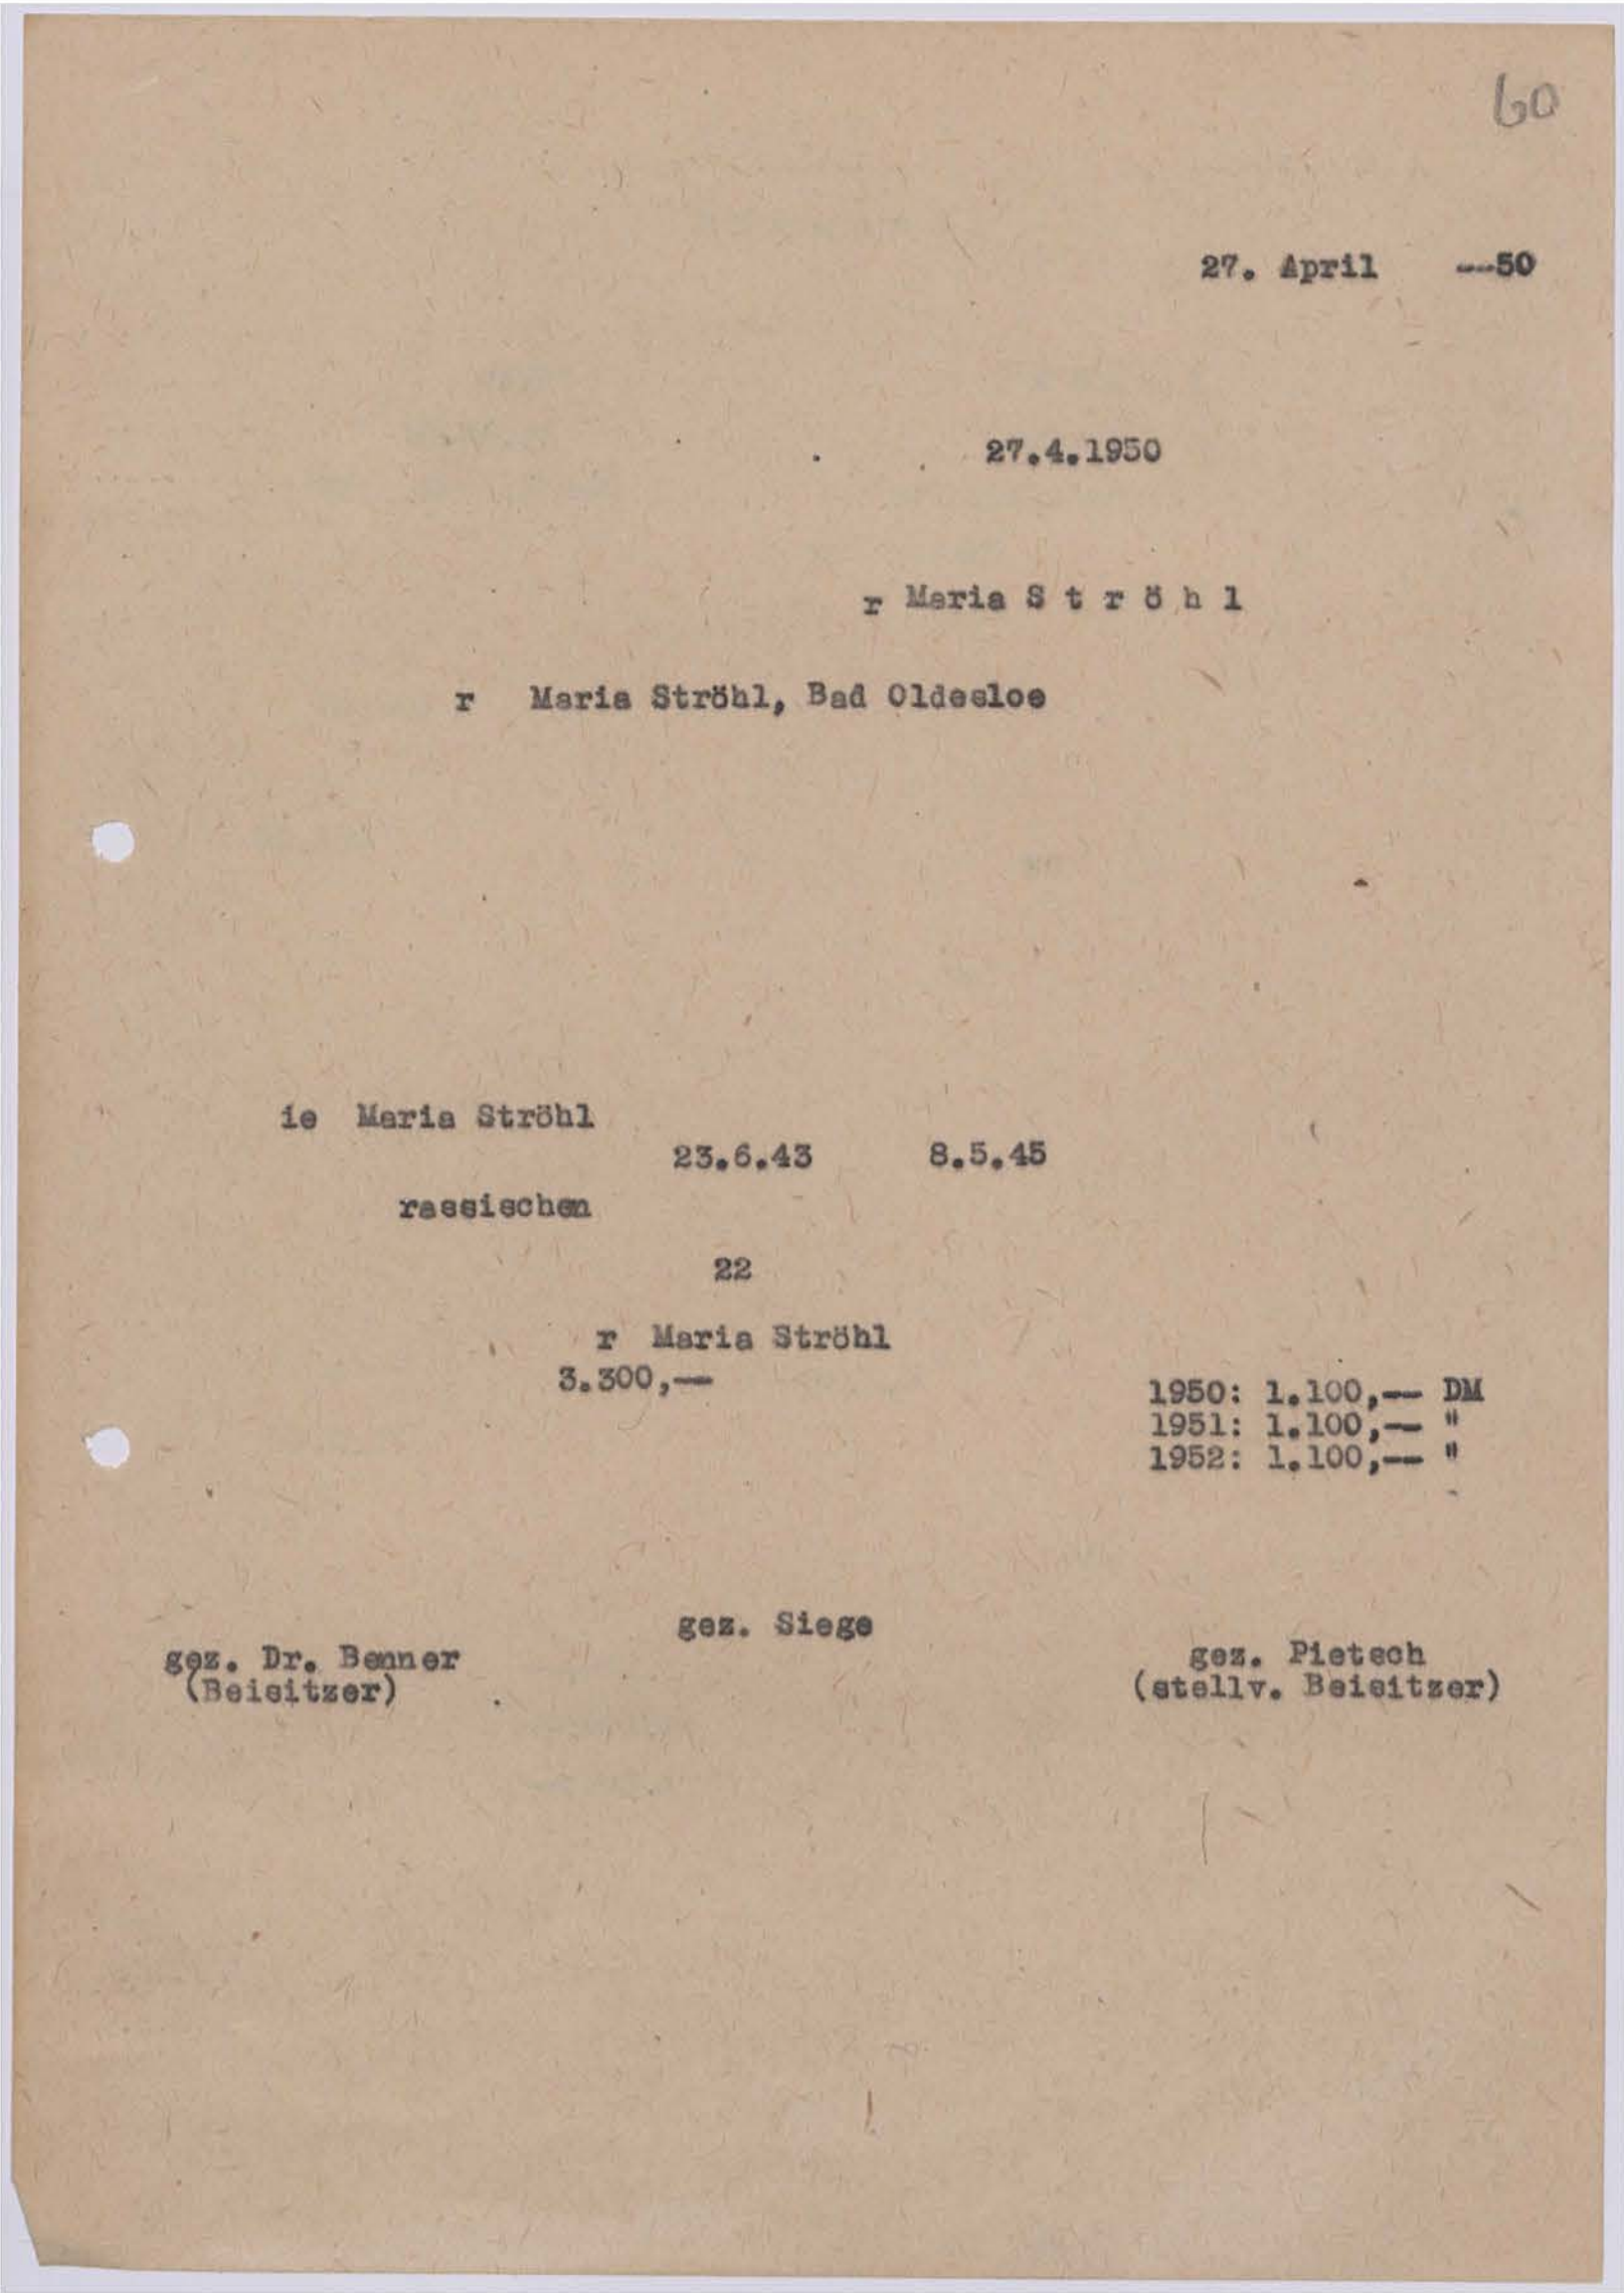 60
27. April --50
27.4.1950
r Maria S t r ö h l
r Maria Ströhl, Bad Oldesloe
ie Maria Ströhl
23.6.43 8.5.45
rassischen
22
r Maria Ströhl
3.300,--
1950: 1.100,-- DM
1951: 1.100,-- "
1952: 1.100,-- "
gez. Siege
gez. Dr. Benner
(Beisitzer)
gez. Pietsch
(stellv. Beisitzer)